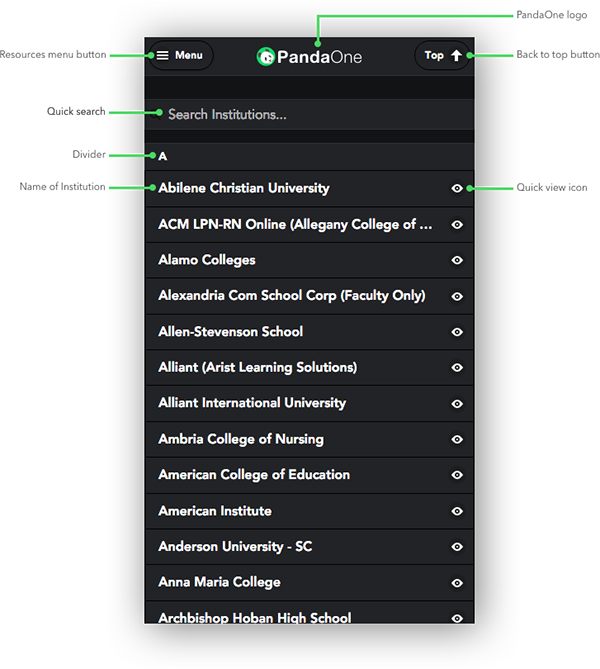 PandaOne logo
Resources menu button
Menu
PandaOne
Top
Back to top button
Quick search
Search Institutions...
Divider
A
Name of Institution
Abilene Christian University
Quick view icon
ACM LPN-RN Online (Allegany College of ...
Alamo Colleges
Alexandria Com School Corp (Faculty Only)
Allen-Stevenson School
Alliant (Arist Learning Solutions)
Alliant International University
Ambria College of Nursing
American College of Education
American Institute
Anderson University - SC
Anna Maria College
Archbishop Hoban High School